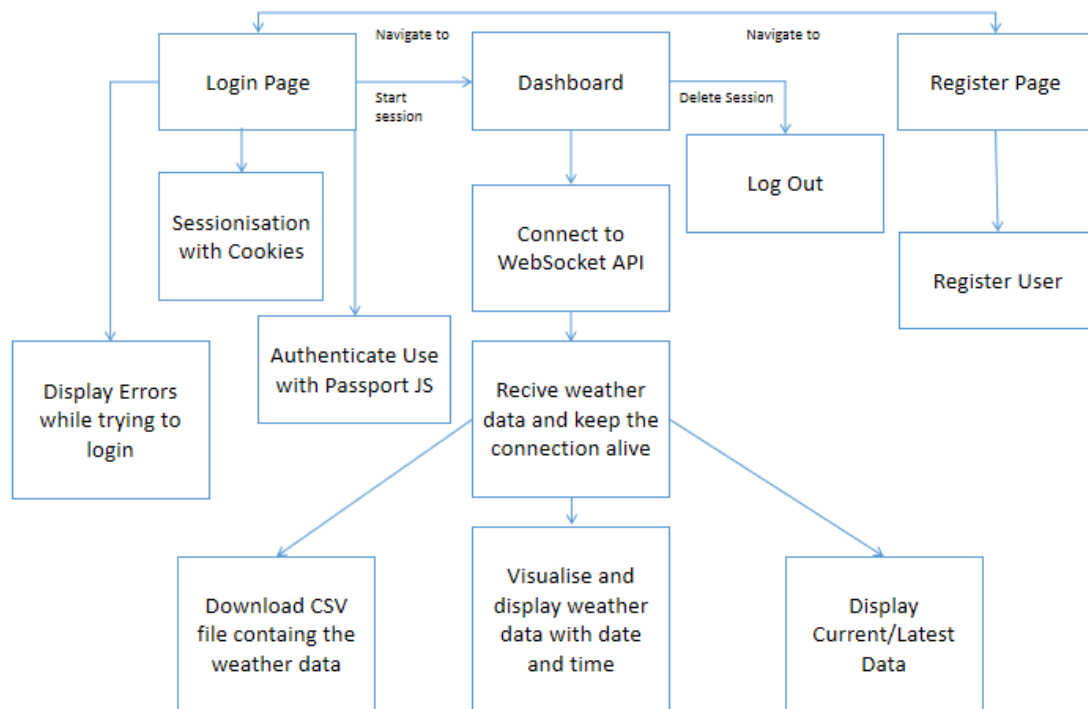 Navigate to
Navigate to
Login Page
Dashboard
Register Page
Start
session
Delete Session
Log Out
Sessionisation
with Cookies
Connect to
WebSocket API
Register User
Authenticate Use
with Passport JS
Display Errors
while trying to
login
Recive weather
data and keep the
connection alive
Download CSV
file containg the
weather data
Visualise and
display weather
data with date
and time
Display
Current/Latest
Data